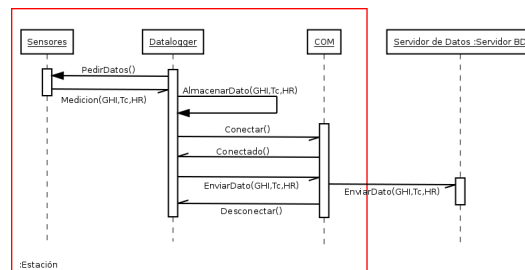 Sensores
Datalogger
COM
Servidor de Datos :Servidor BD
PedirDatos()
Medicion(GHI,Tc,HR)
AlmacenarDato(GHI,Tc,HR)
Conectar()
Conectado()
EnviarDato(GHI,Tc,HR)
EnviarDato(GHI,Tc,HR)
Desconectar()
:Estación